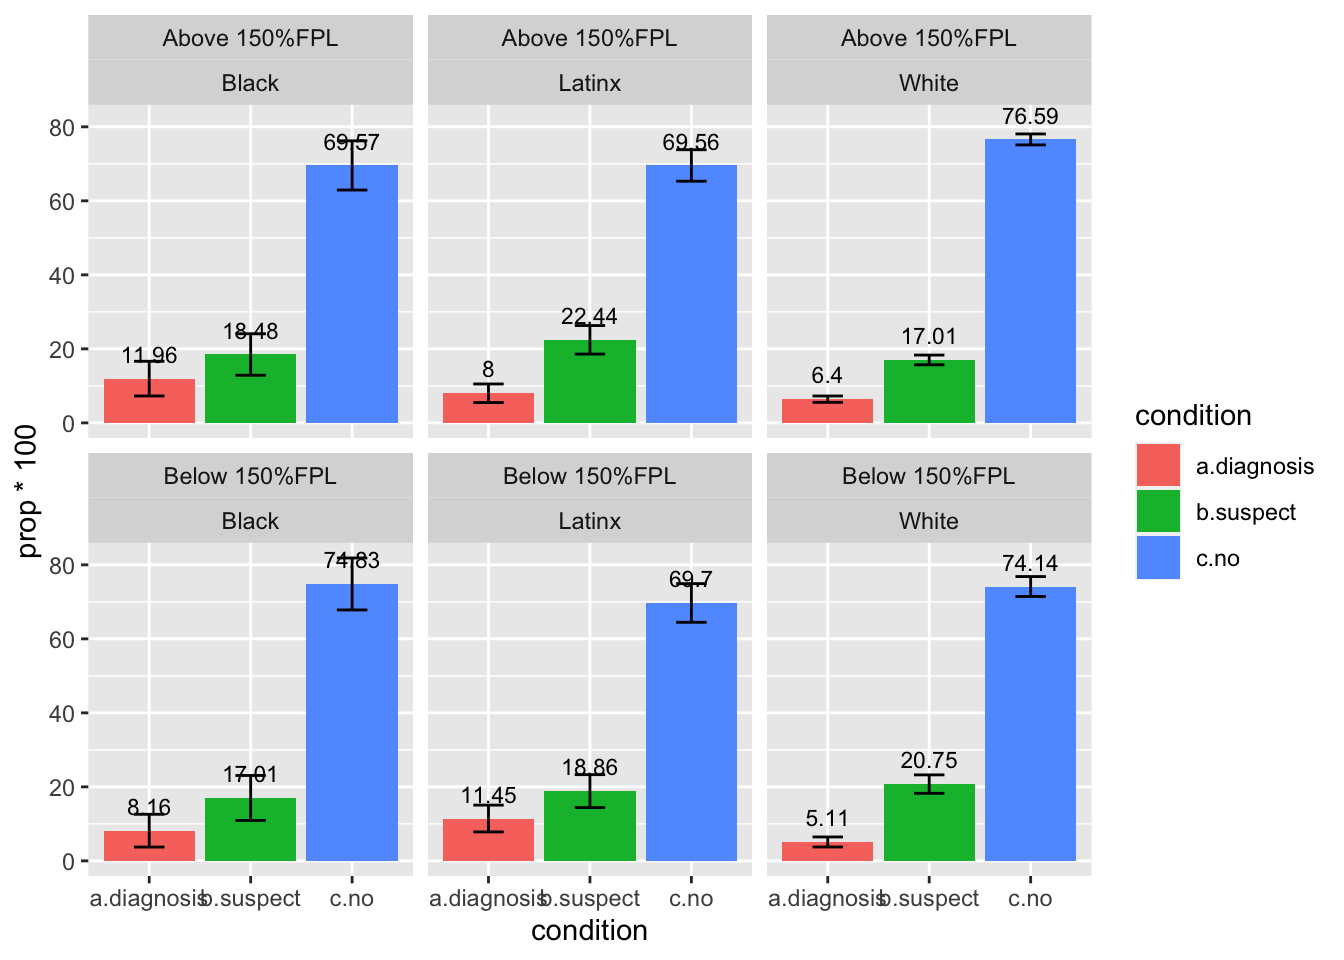 Above 150%FPL
Above 150%FPL
Above 150%FPL
Black
Latinx
White
80
60
40
20
0
11.96
18.48
69.57
8
22.44
69.56
6.4
17.01
76.59
Below 150%FPL
Below 150%FPL
Below 150%FPL
Black
Latinx
White
80
60
40
20
0
8.16
17.01
74.83
11.45
18.86
69.7
5.11
20.75
74.14
a.diagnosis b.suspect c.no
a.diagnosis b.suspect c.no
a.diagnosis b.suspect c.no
condition
prop * 100
condition
a.diagnosis
b.suspect
c.no